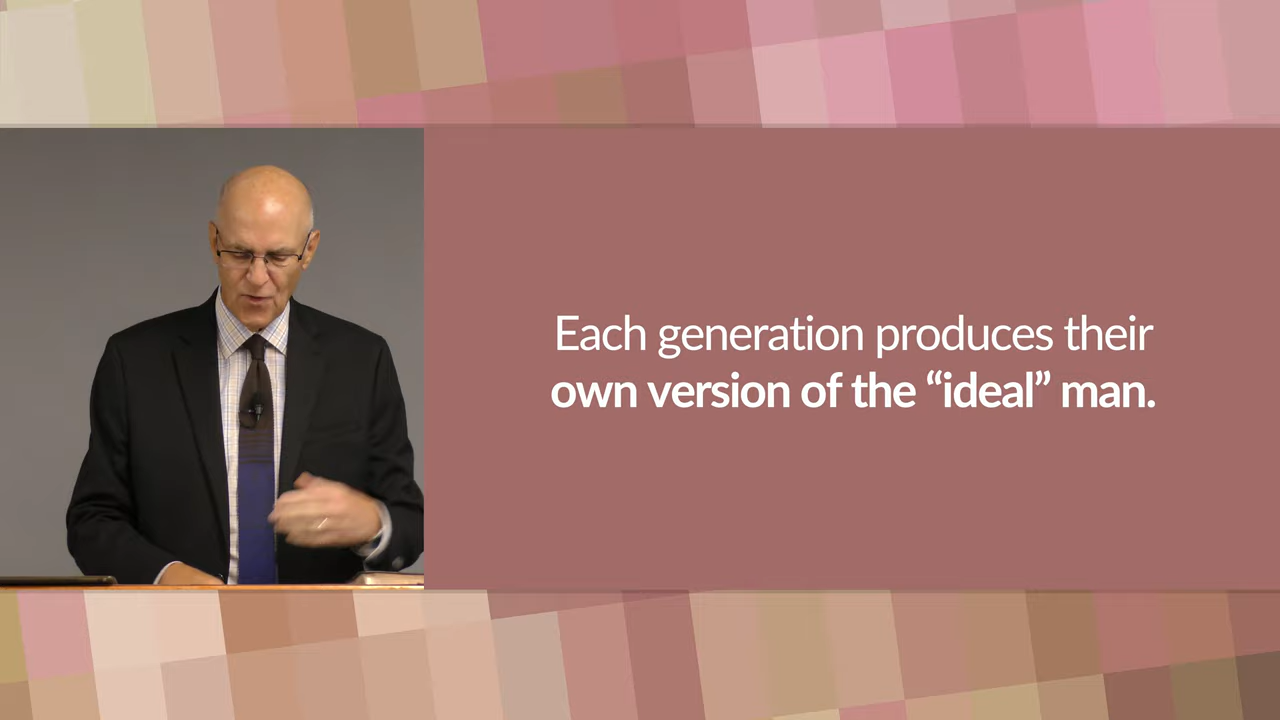 Each generation produces their
own version of the “ideal” man.